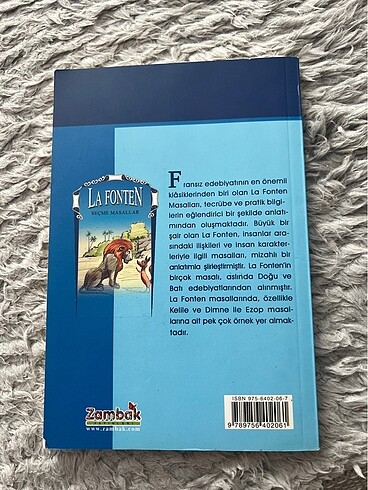 LA FONTEN
SEÇME MASALLAR
Fransız edebiyatının en önemli
klâsiklerinden biri olan La Fonten
Masalları, tecrübe ve pratik bilgi-
lerin eğlendirici bir şekilde anlatı-
mından oluşmaktadır. Büyük bir
şair olan La Fonten, insanlar ara-
sındaki ilişkileri ve insan karakter-
leriyle ilgili masalları, mizahlı bir
anlatımla şiirleştirmiştir. La Fonten'in
birçok masalı, aslında Doğu ve
Batı edebiyatlarından alınmıştır.
La Fonten masallarında, özellikle
Kelile ve Dimne ile Ezop masal-
larına ait pek çok örnek yer almak-
tadır.
ISBN 975-6402-06-7
9 789756 402061
Zambak
YAYINLARI
www.zambak.com